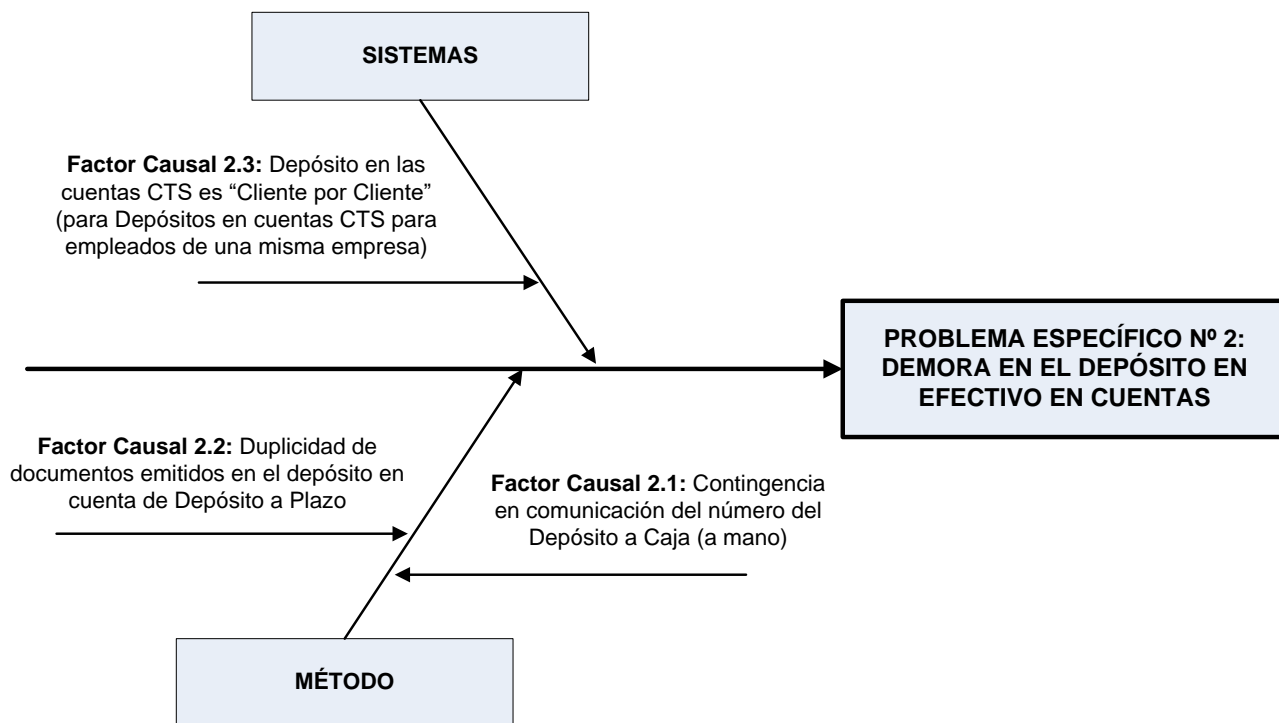 SISTEMAS
Factor Causal 2.3: Depósito en las
cuentas CTS es “Cliente por Cliente”
(para Depósitos en cuentas CTS para
empleados de una misma empresa)
PROBLEMA ESPECÍFICO Nº 2:
DEMORA EN EL DEPÓSITO EN
EFECTIVO EN CUENTAS
Factor Causal 2.2: Duplicidad de
documentos emitidos en el depósito en
cuenta de Depósito a Plazo
Factor Causal 2.1: Contingencia
en comunicación del número del
Depósito a Caja (a mano)
MÉTODO